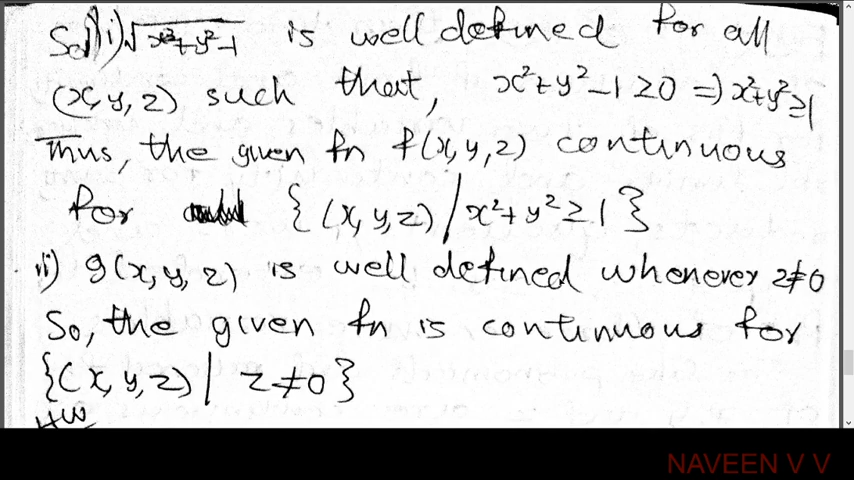 Soln) i) √x²+y²-1 is well defined for all
(x, y, z) such that, x²+y²-1 ≥ 0 ⇒ x²+y² ≥ 1
Thus, the given fn f(x, y, z) continuous
for { (x, y, z) / x²+y² ≥ 1 }
ii) g(x, y, z) is well defined whenever z≠0
So, the given fn is continuous for
{(x, y, z) | z ≠ 0 }
HW
NAVEEN V V